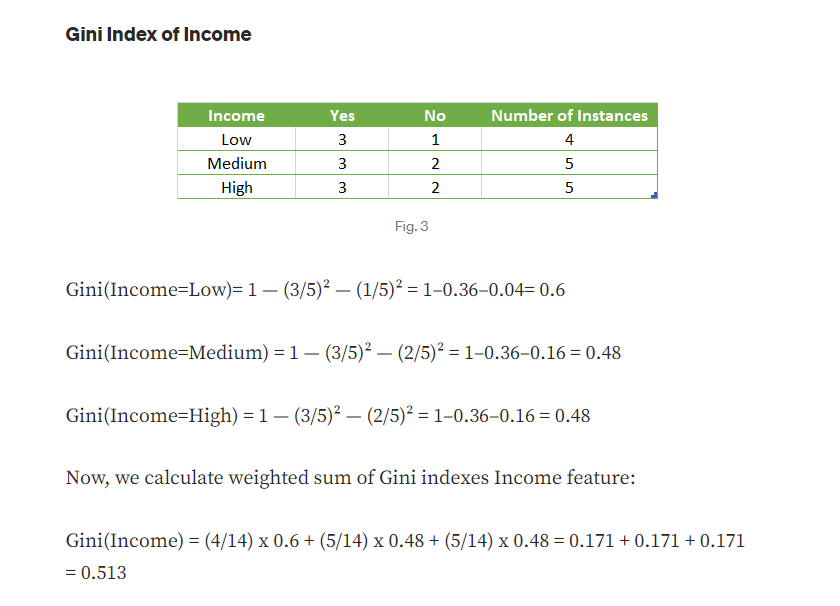 Gini Index of Income
Income Yes No Number of Instances
Low 3 1 4
Medium 3 2 5
High 3 2 5
Fig. 3
Gini(Income=Low)= 1 — (3/5)² — (1/5)² = 1–0.36–0.04= 0.6
Gini(Income=Medium) = 1 — (3/5)² — (2/5)² = 1–0.36–0.16 = 0.48
Gini(Income=High) = 1 — (3/5)² — (2/5)² = 1–0.36–0.16 = 0.48
Now, we calculate weighted sum of Gini indexes Income feature:
Gini(Income) = (4/14) x 0.6 + (5/14) x 0.48 + (5/14) x 0.48 = 0.171 + 0.171 + 0.171
= 0.513